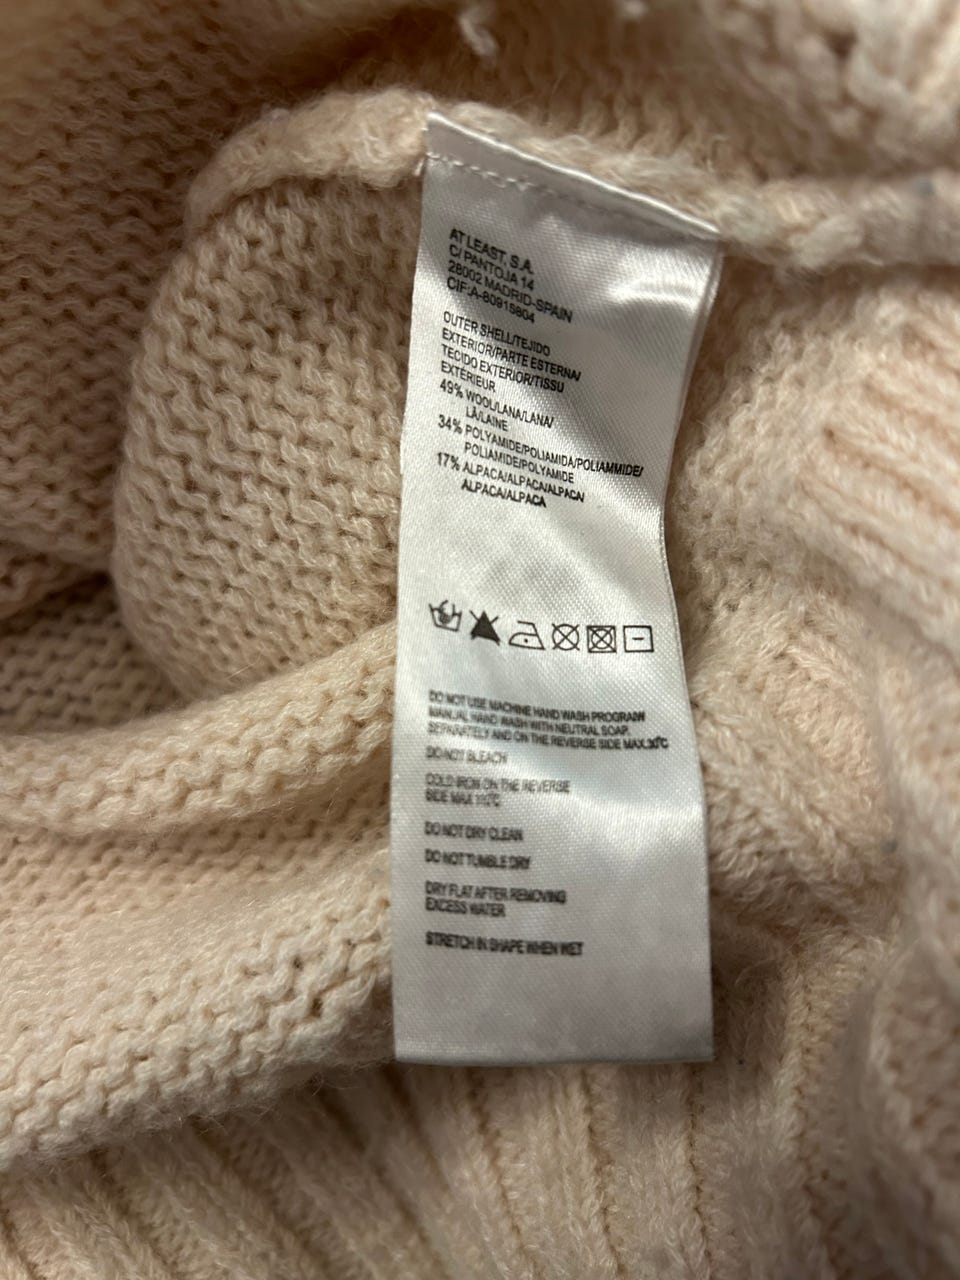 AT LEAST, S.A.
C/ PANTOJA 14
28002 MADRID-SPAIN
CIF:A-80915804
OUTER SHELL/TEJIDO
EXTERIOR/PARTE ESTERNA/
TECIDO EXTERIOR/TISSU
EXTÉRIEUR
49% WOOL/LANA/LANA/
LÃ/LAINE
34% POLYAMIDE/POLIAMIDA/POLIAMMIDE/
POLIAMIDE/POLYAMIDE
17% ALPACA/ALPACA/ALPACA/
ALPACA/ALPACA
DO NOT USE MACHINE HAND WASH PROGRAM
MANUAL HAND WASH WITH NEUTRAL SOAP.
SEPARATELY AND ON THE REVERSE SIDE MAX.30°C
DO NOT BLEACH
COLD IRON ON THE REVERSE
SIDE MAX 110°C
DO NOT DRY CLEAN
DO NOT TUMBLE DRY
DRY FLAT AFTER REMOVING
EXCESS WATER
STRETCH IN SHAPE WHEN WET